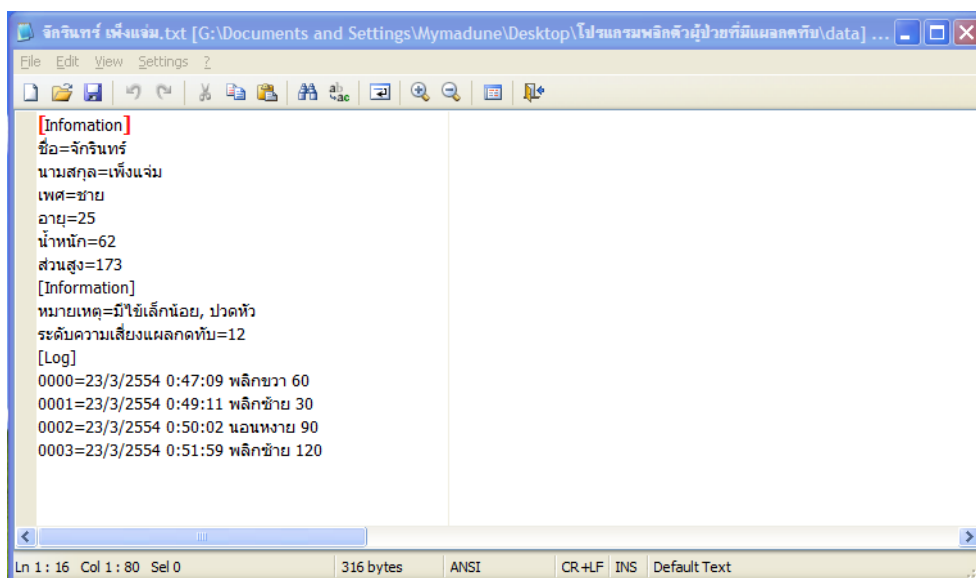 จักรินทร์ เพ็งแจ่ม.txt [G:\Documents and Settings\Mymadune\Desktop\โปรแกรมพลิกตัวผู้ป่วยที่มีแผลกดทับ\data] ...
File Edit View Settings ?
[Infomation]
ชื่อ=จักรินทร์
นามสกุล=เพ็งแจ่ม
เพศ=ชาย
อายุ=25
น้ำหนัก=62
ส่วนสูง=173
[Information]
หมายเหตุ=มีไข้เล็กน้อย, ปวดหัว
ระดับความเสี่ยงแผลกดทับ=12
[Log]
0000=23/3/2554 0:47:09 พลิกขวา 60
0001=23/3/2554 0:49:11 พลิกซ้าย 30
0002=23/3/2554 0:50:02 นอนหงาย 90
0003=23/3/2554 0:51:59 พลิกซ้าย 120
Ln 1 : 16 Col 1 : 80 Sel 0 316 bytes ANSI CR+LF INS Default Text